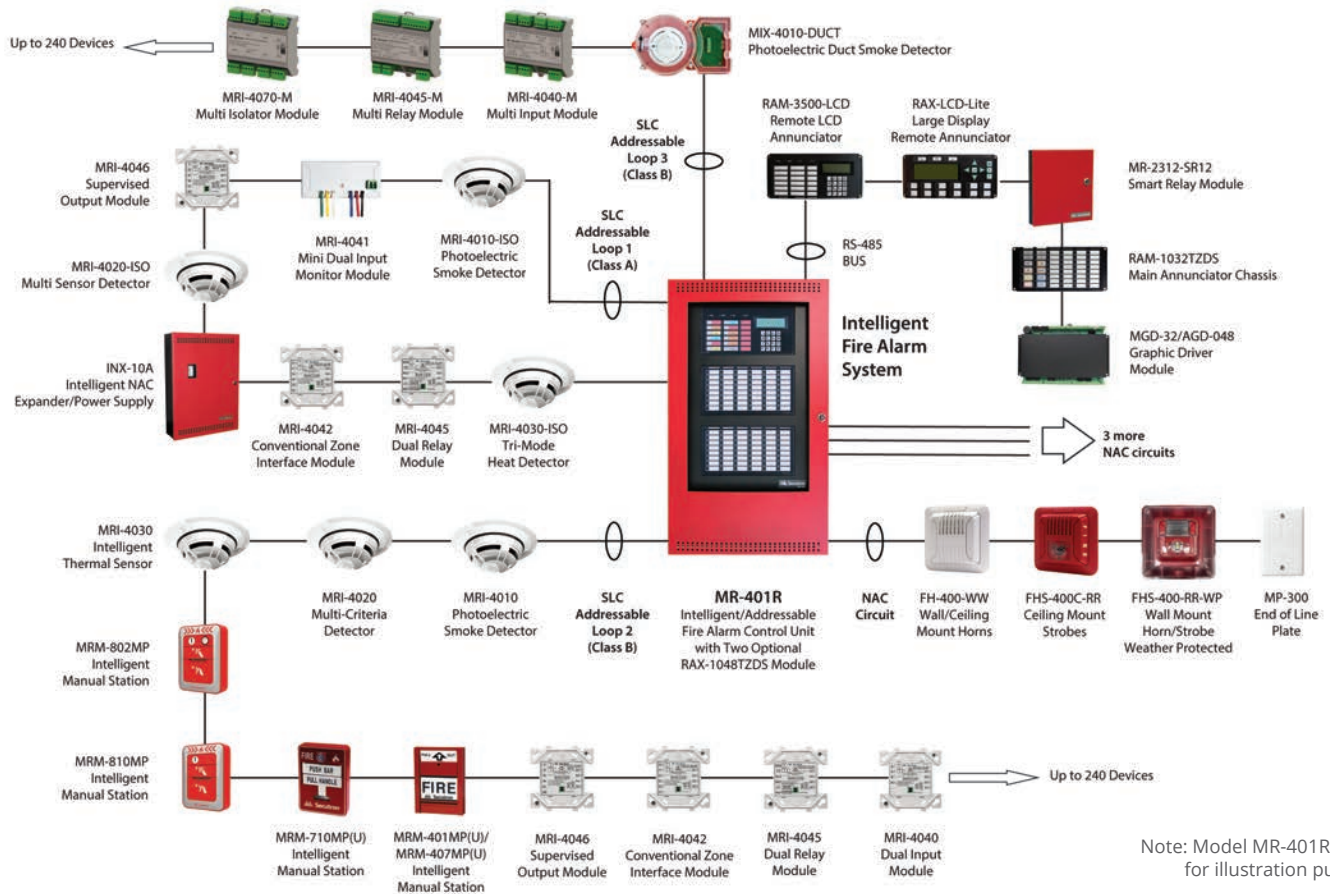 Up to 240 Devices
MRI-4070-M
Multi Isolator Module
MRI-4045-M
Multi Relay Module
MRI-4040-M
Multi Input Module
MIX-4010-DUCT
Photoelectric Duct Smoke Detector
SLC
Addressable
Loop 3
(Class B)
RAM-3500-LCD
Remote LCD
Annunciator
RAX-LCD-Lite
Large Display
Remote Annunciator
MR-2312-SR12
Smart Relay Module
MRI-4046
Supervised
Output Module
MRI-4041
Mini Dual Input
Monitor Module
MRI-4010-ISO
Photoelectric
Smoke Detector
SLC
Addressable
Loop 1
(Class A)
RS-485
BUS
RAM-1032TZDS
Main Annunciator Chassis
MRI-4020-ISO
Multi Sensor Detector
Intelligent
Fire Alarm
System
MGD-32/AGD-048
Graphic Driver
Module
INX-10A
Intelligent NAC
Expander/Power Supply
MRI-4042
Conventional Zone
Interface Module
MRI-4045
Dual Relay
Module
MRI-4030-ISO
Tri-Mode
Heat Detector
3 more
NAC circuits
Secutron
MRI-4030
Intelligent
Thermal Sensor
MRI-4020
Multi-Criteria
Detector
MRI-4010
Photoelectric
Smoke Detector
SLC
Addressable
Loop 2
(Class B)
MR-401R
Intelligent/Addressable
Fire Alarm Control Unit
with Two Optional
RAX-1048TZDS Module
NAC
Circuit
FH-400-WW
Wall/Ceiling
Mount Horns
FHS-400C-RR
Ceiling Mount
Strobes
FHS-400-RR-WP
Wall Mount
Horn/Strobe
Weather Protected
MP-300
End of Line
Plate
MRM-802MP
Intelligent
Manual Station
MRM-810MP
Intelligent
Manual Station
FIRE
PUSH BAR
PULL HANDLE
Secutron
FIRE
Secutron
Up to 240 Devices
MRM-710MP(U)
Intelligent
Manual Station
MRM-401MP(U)/
MRM-407MP(U)
Intelligent
Manual Station
MRI-4046
Supervised
Output Module
MRI-4042
Conventional Zone
Interface Module
MRI-4045
Dual Relay
Module
MRI-4040
Dual Input
Module
Note: Model MR-401R
for illustration pu